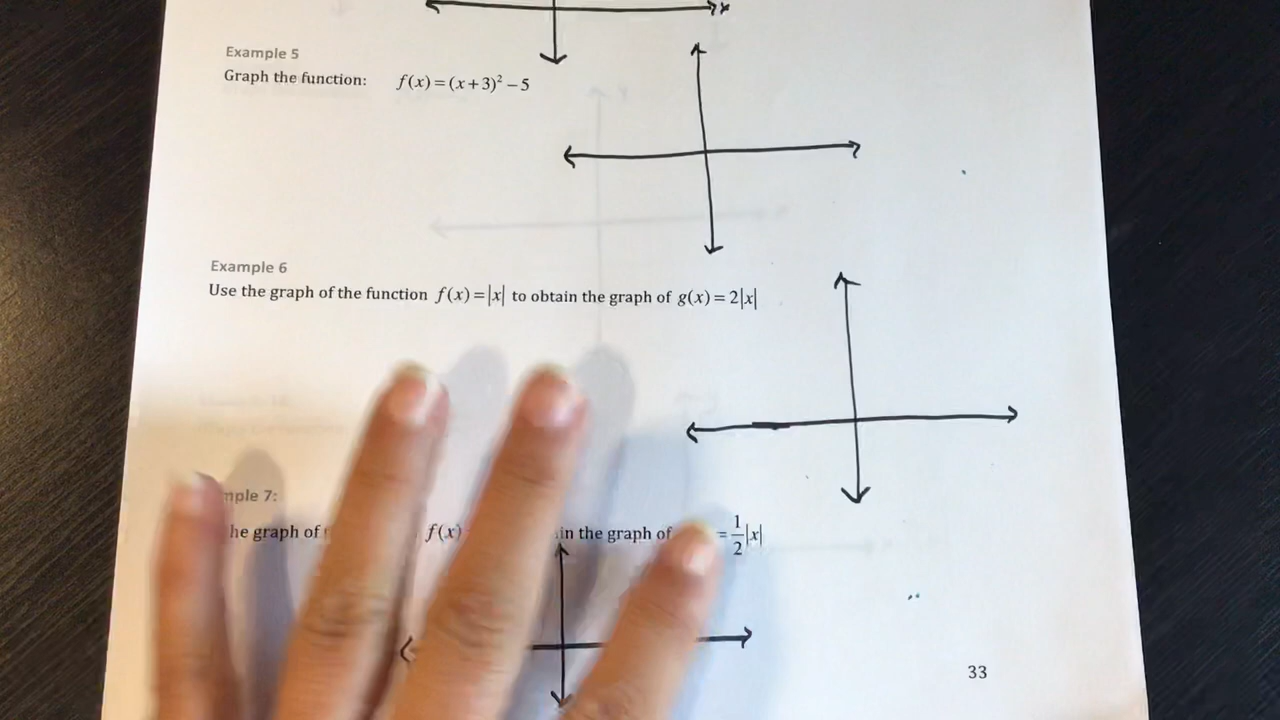 x
Example 5
Graph the function: f(x)=(x+3)²−5
Example 6
Use the graph of the function f(x)=|x| to obtain the graph of g(x)=2|x|
mple 7:
he graph of f(x) in the graph of =1/2|x|
33